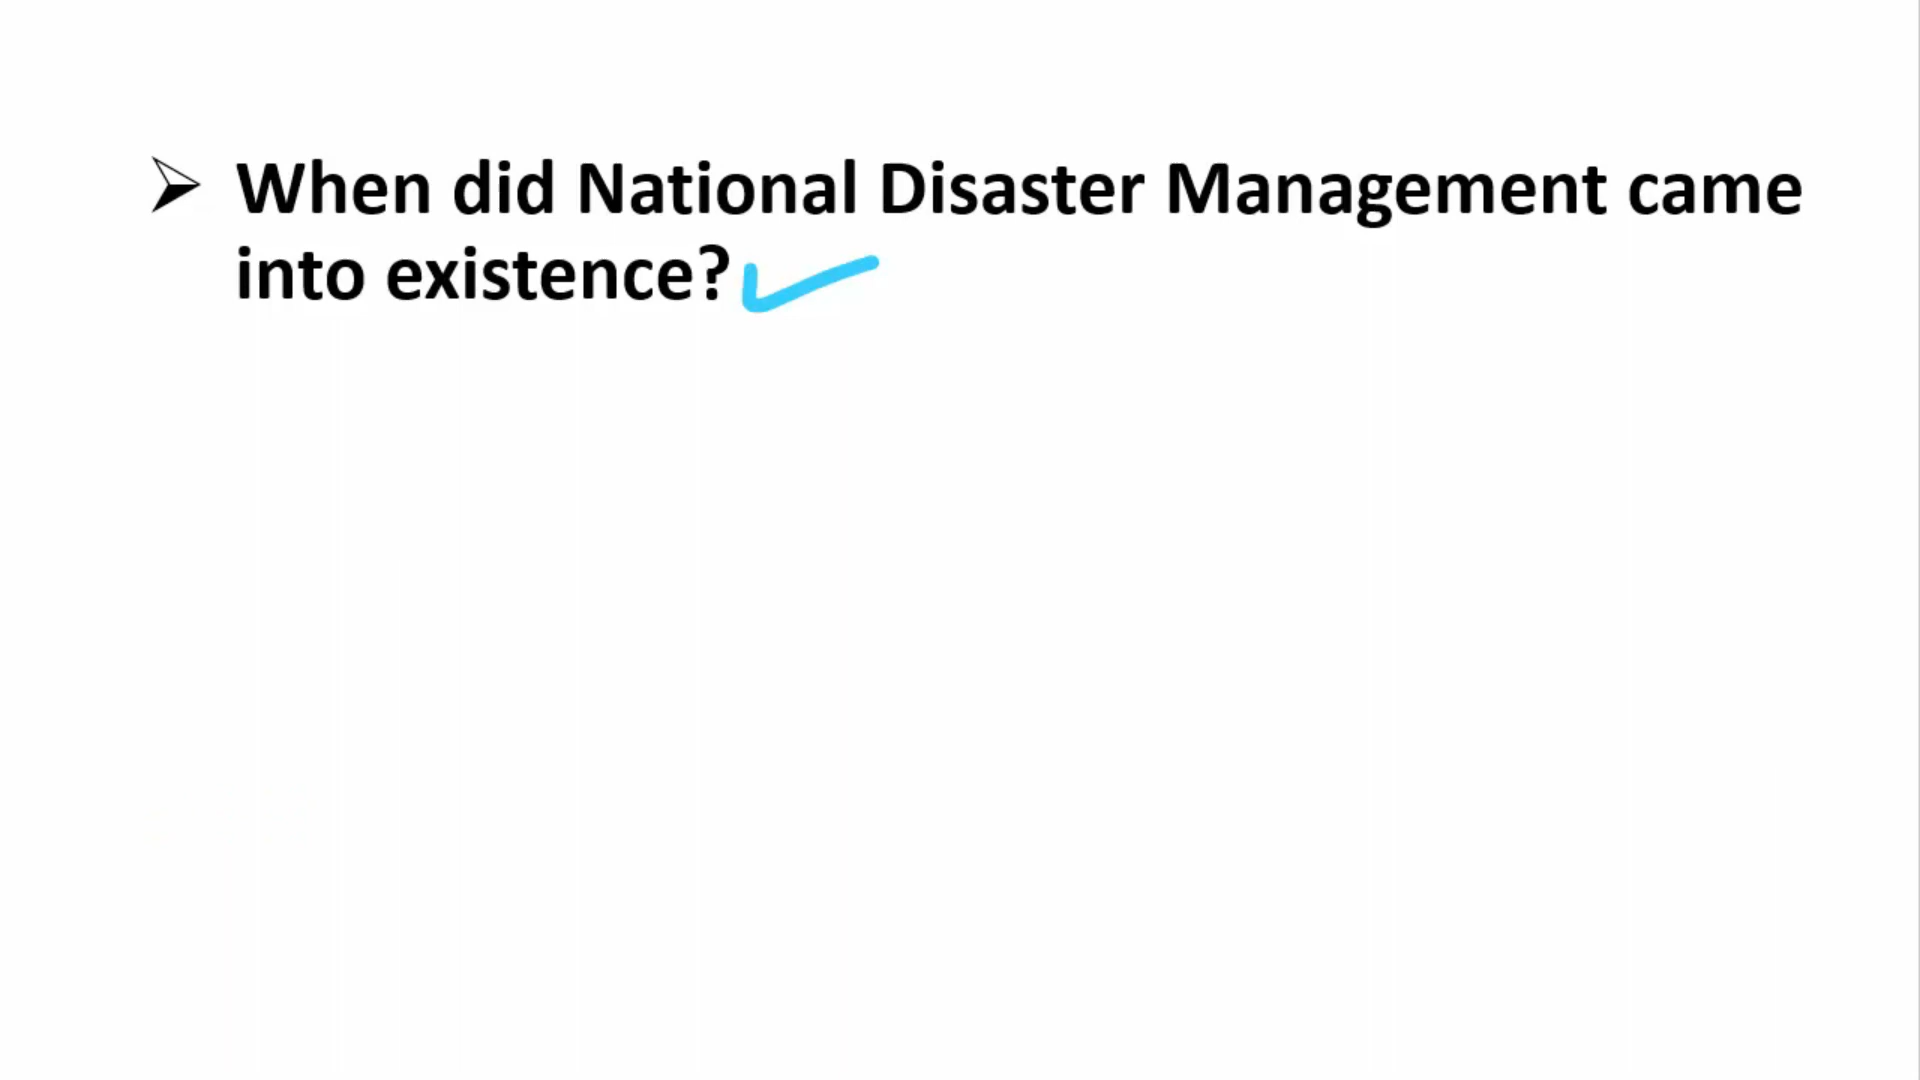 ➢ When did National Disaster Management came
into existence?